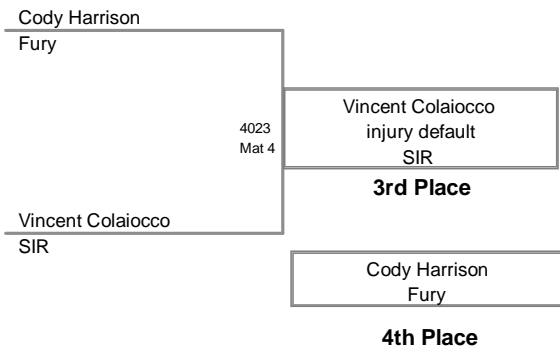 Cody Harrison
Fury
Vincent Colaiocco
injury default
SIR
4023
Mat 4
3rd Place
Vincent Colaiocco
SIR
Cody Harrison
Fury
4th Place